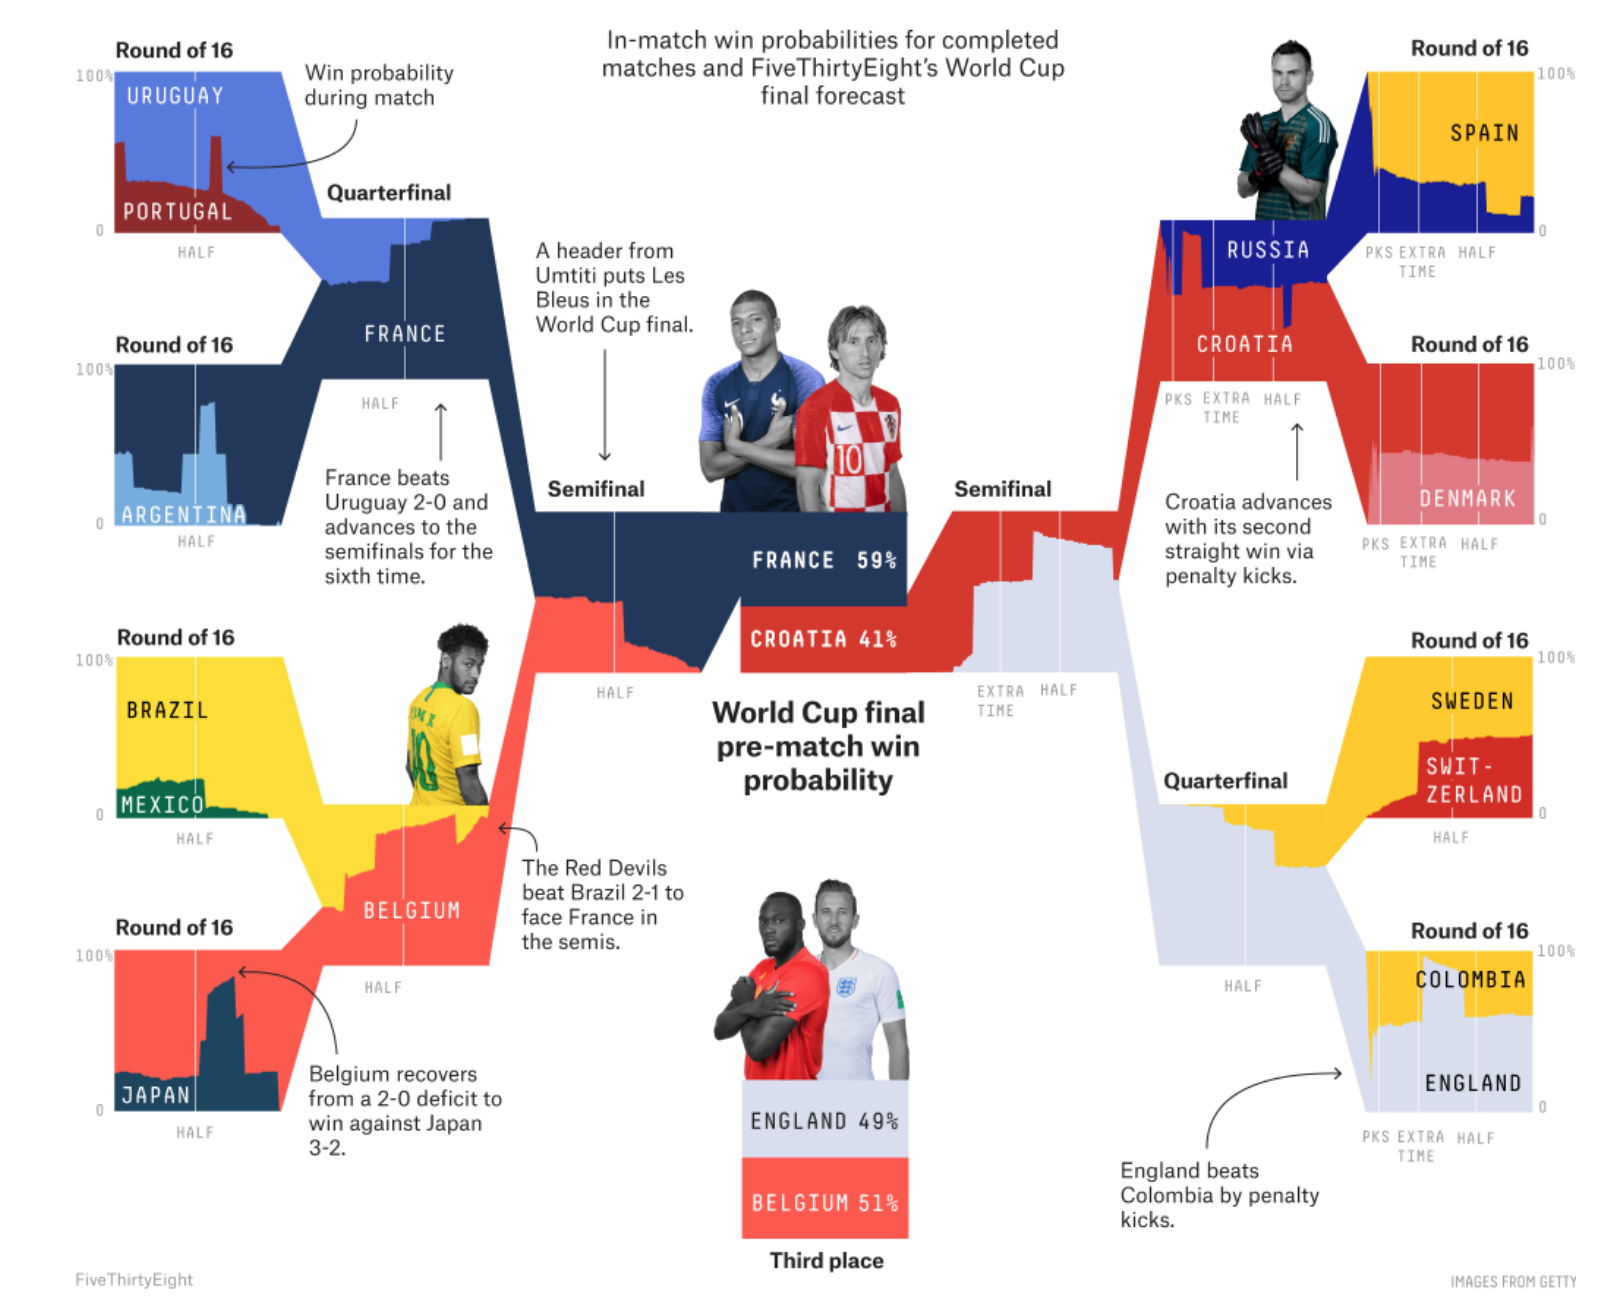 In-match win probabilities for completed
matches and FiveThirtyEight's World Cup
final forecast
Round of 16
100%
URUGUAY
PORTUGAL
0
HALF
Win probability
during match
Quarterfinal
FRANCE
HALF
Round of 16
100%
ARGENTINA
0
HALF
France beats
Uruguay 2-0 and
advances to the
semifinals for the
sixth time.
A header from
Umtiti puts Les
Bleus in the
World Cup final.
Semifinal
HALF
Round of 16
100%
BRAZIL
MEXICO
0
HALF
10
BELGIUM
HALF
The Red Devils
beat Brazil 2-1 to
face France in
the semis.
Round of 16
100%
JAPAN
0
HALF
Belgium recovers
from a 2-0 deficit to
win against Japan
3-2.
10
FRANCE 59%
CROATIA 41%
World Cup final
pre-match win
probability
ENGLAND 49%
BELGIUM 51%
Third place
Semifinal
EXTRA HALF
TIME
Round of 16
100%
SPAIN
0
PKS EXTRA HALF
TIME
RUSSIA
CROATIA
PKS EXTRA HALF
TIME
Croatia advances
with its second
straight win via
penalty kicks.
Round of 16
100%
DENMARK
0
PKS EXTRA HALF
TIME
Round of 16
100%
SWEDEN
SWIT-
ZERLAND
0
HALF
Quarterfinal
HALF
Round of 16
100%
COLOMBIA
ENGLAND
0
PKS EXTRA HALF
TIME
England beats
Colombia by penalty
kicks.
FiveThirtyEight
IMAGES FROM GETTY